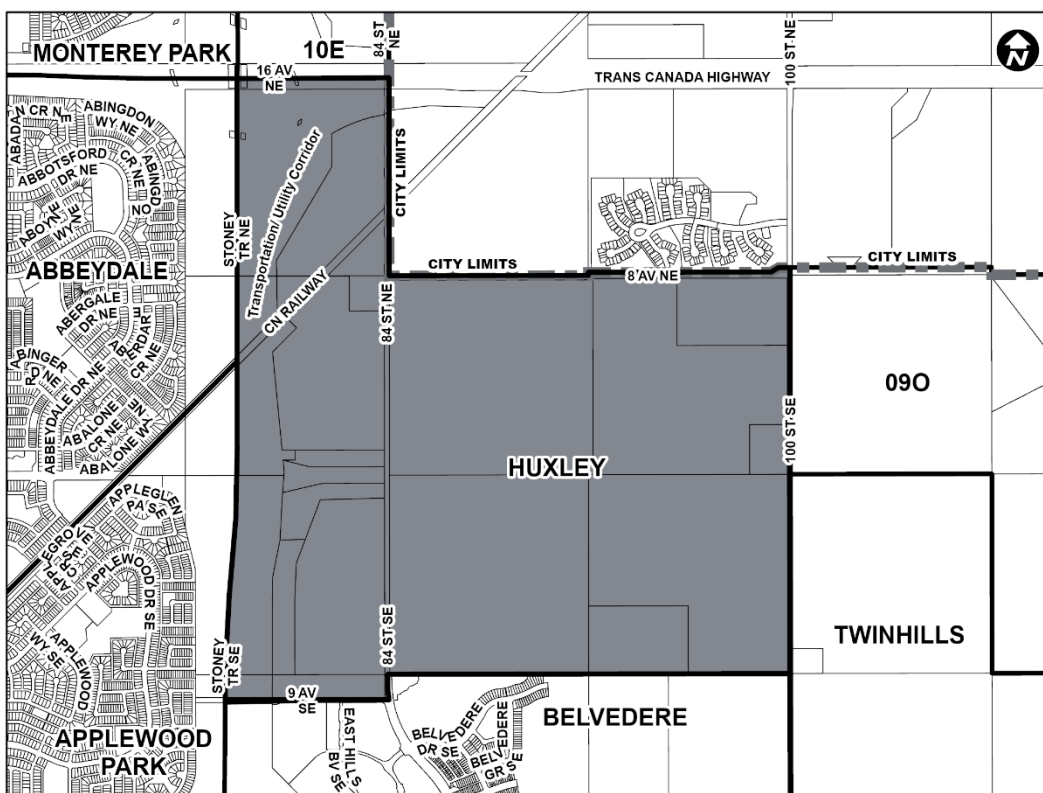 MONTEREY PARK
10E
84 ST
NE
100 ST NE
16 AV
NE
TRANS CANADA HIGHWAY
ABADAN CR NE
ABINGDON
WY NE
ABBOTSFORD
DR NE
CR NE
ABINGDON
ABOYNE
WY NE
STONEY
TR NE
Transportation/ Utility Corridor
CITY LIMITS
ABBEYDALE
CITY LIMITS
CITY LIMITS
8 AV NE
CN RAILWAY
84 ST NE
ABERGALE
DR NE
ABERDARE
CR NE
ABINGER
RD NE
ABBEYDALE DR NE
ABALONE
CR NE
ABALONE WY NE
09O
100 ST SE
HUXLEY
APPLEGLEN
PA SE
APPLEGROVE
CR SE
APPLEWOOD DR SE
APPLEWOOD
WY SE
STONEY
TR SE
84 ST SE
TWINHILLS
9 AV
SE
EAST HILLS
BV SE
BELVEDERE
DR SE
BELVEDERE
GR SE
BELVEDERE
APPLEWOOD
PARK